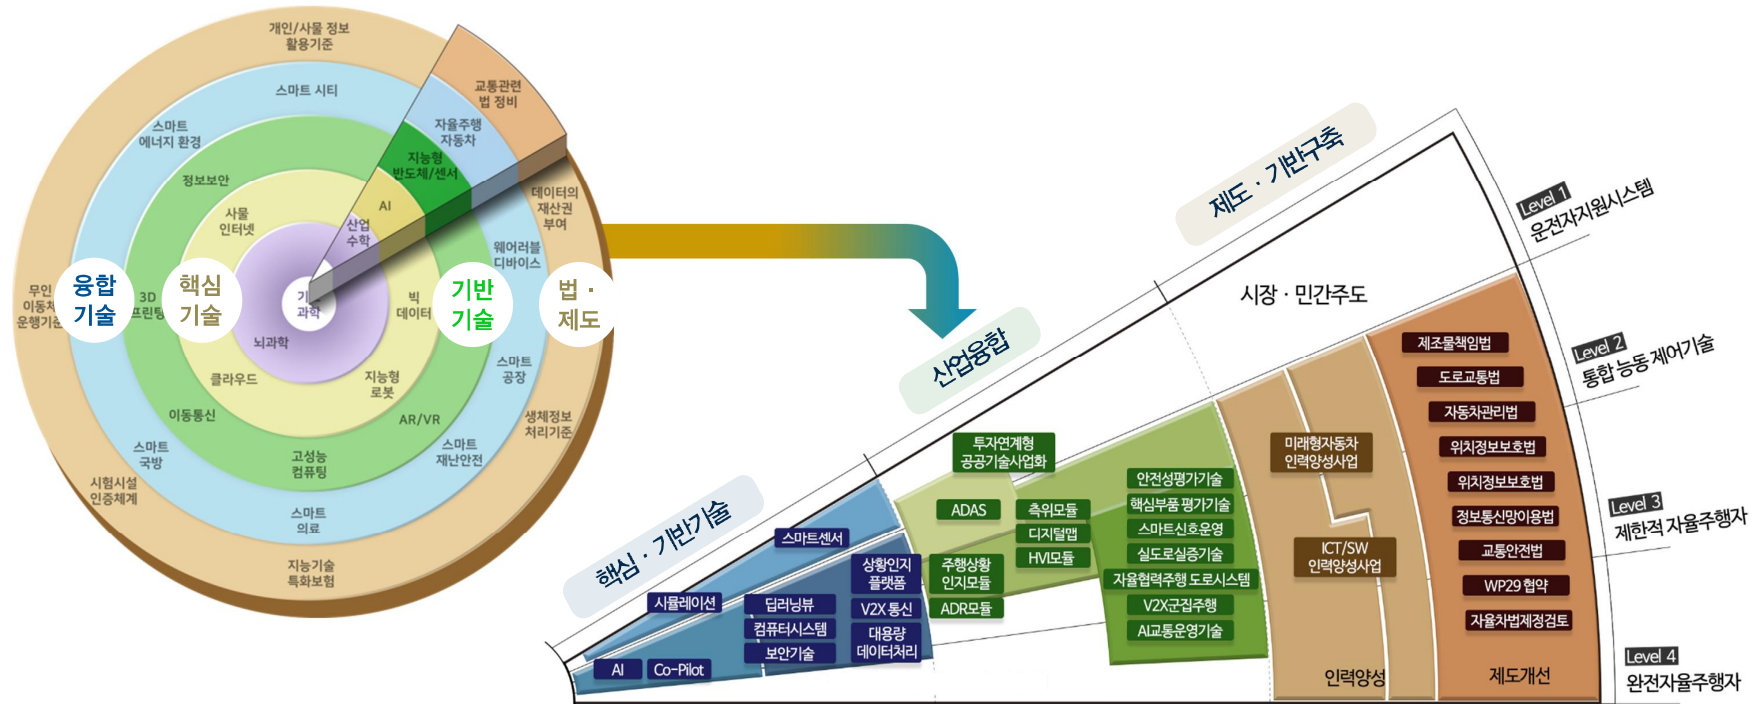 개인/사물 정보
활용기준
교통관련
법 정비
스마트 시티
자율주행
자동차
스마트
에너지 환경
지능형
반도체/센서
정보보안
데이터의
재산권
부여
AI
사물
인터넷
산업
수학
웨어러블
디바이스
융합
기술
핵심
기술
기반
기술
법 ·
제도
무인
이동체
운행기준
3D
프린팅
과학
빅
데이터
뇌과학
클라우드
지능형
로봇
스마트
공장
이동통신
AR/VR
생체정보
처리기준
스마트
국방
고성능
컴퓨팅
스마트
재난안전
시험시설
인증체계
스마트
의료
지능기술
특화보험
핵심 · 기반기술
산업융합
제도 · 기반구축
시장 · 민간주도
Level 1
운전자지원시스템
Level 2
통합 능동 제어기술
Level 3
제한적 자율주행자
Level 4
완전자율주행자
스마트센서
시뮬레이션
AI
Co-Pilot
딥러닝뷰
컴퓨터시스템
보안기술
상황인지
플랫폼
V2X 통신
대용량
데이터처리
투자연계형
공공기술사업화
ADAS
측위모듈
디지털맵
HVI모듈
주행상황
인지모듈
ADR모듈
안전성평가기술
핵심부품 평가기술
스마트신호운영
실도로실증기술
자율협력주행 도로시스템
V2X군집주행
AI교통운영기술
미래형자동차
인력양성사업
ICT/SW
인력양성사업
인력양성
제조물책임법
도로교통법
자동차관리법
위치정보보호법
위치정보보호법
정보통신망이용법
교통안전법
WP29 협약
자율차법제정검토
제도개선